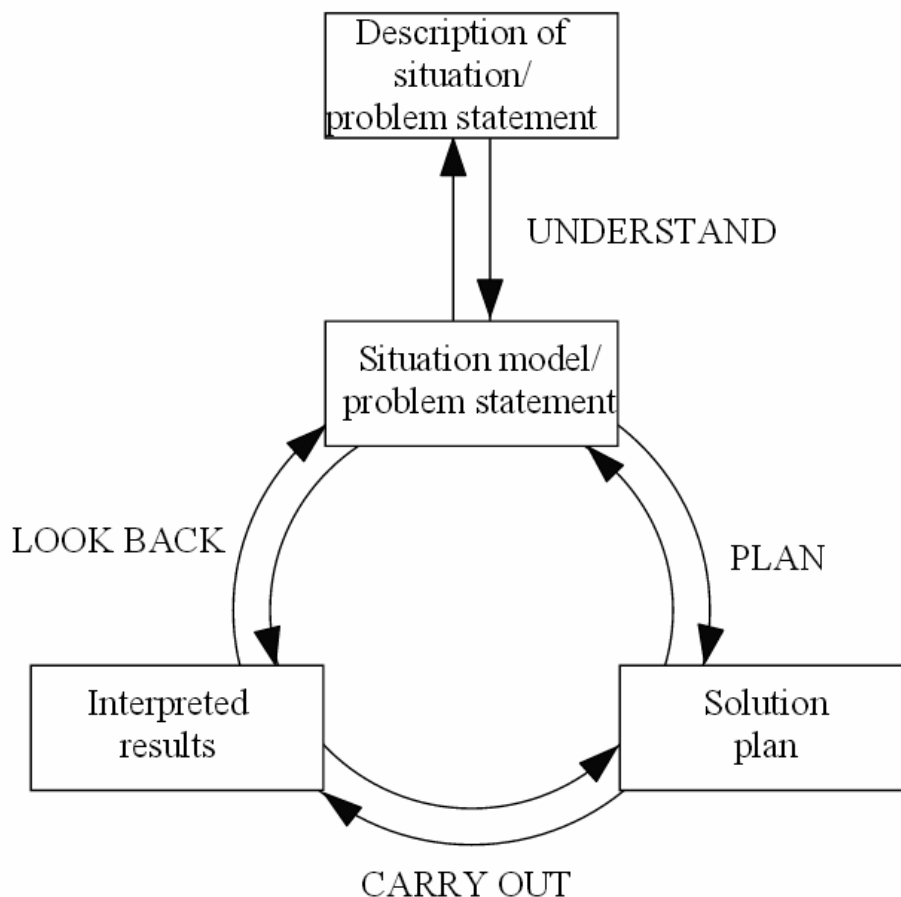 Description of
situation/
problem statement
UNDERSTAND
Situation model/
problem statement
LOOK BACK
PLAN
Interpreted
results
Solution
plan
CARRY OUT